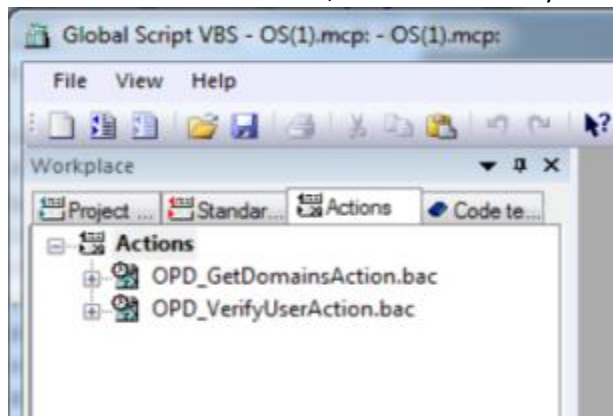 Global Script VBS - OS(1).mcp: - OS(1).mcp:
File View Help
Workplace
Project ... Standar... Actions Code te...
Actions
OPD_GetDomainsAction.bac
OPD_VerifyUserAction.bac